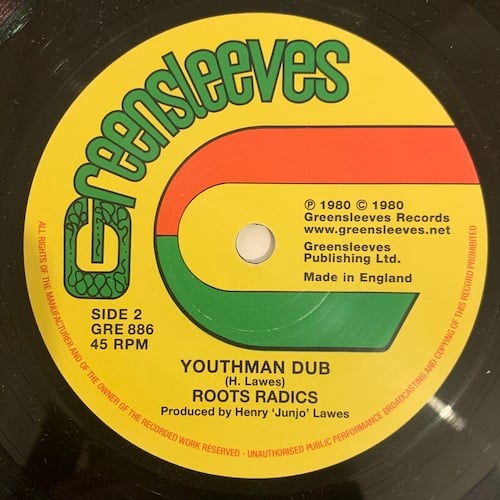 Greensleeves
℗ 1980 © 1980
Greensleeves Records
www.greensleeves.net
Greensleeves
Publishing Ltd.
Made in England
SIDE 2
GRE 886
45 RPM
YOUTHMAN DUB
(H. Lawes)
ROOTS RADICS
Produced by Henry ‘Junjo’ Lawes
ALL RIGHTS OF THE MANUFACTURER AND OF THE OWNER OF THE RECORDED WORK RESERVED - UNAUTHORISED PUBLIC PERFORMANCE BROADCASTING AND COPYING OF THIS RECORD PROHIBITED